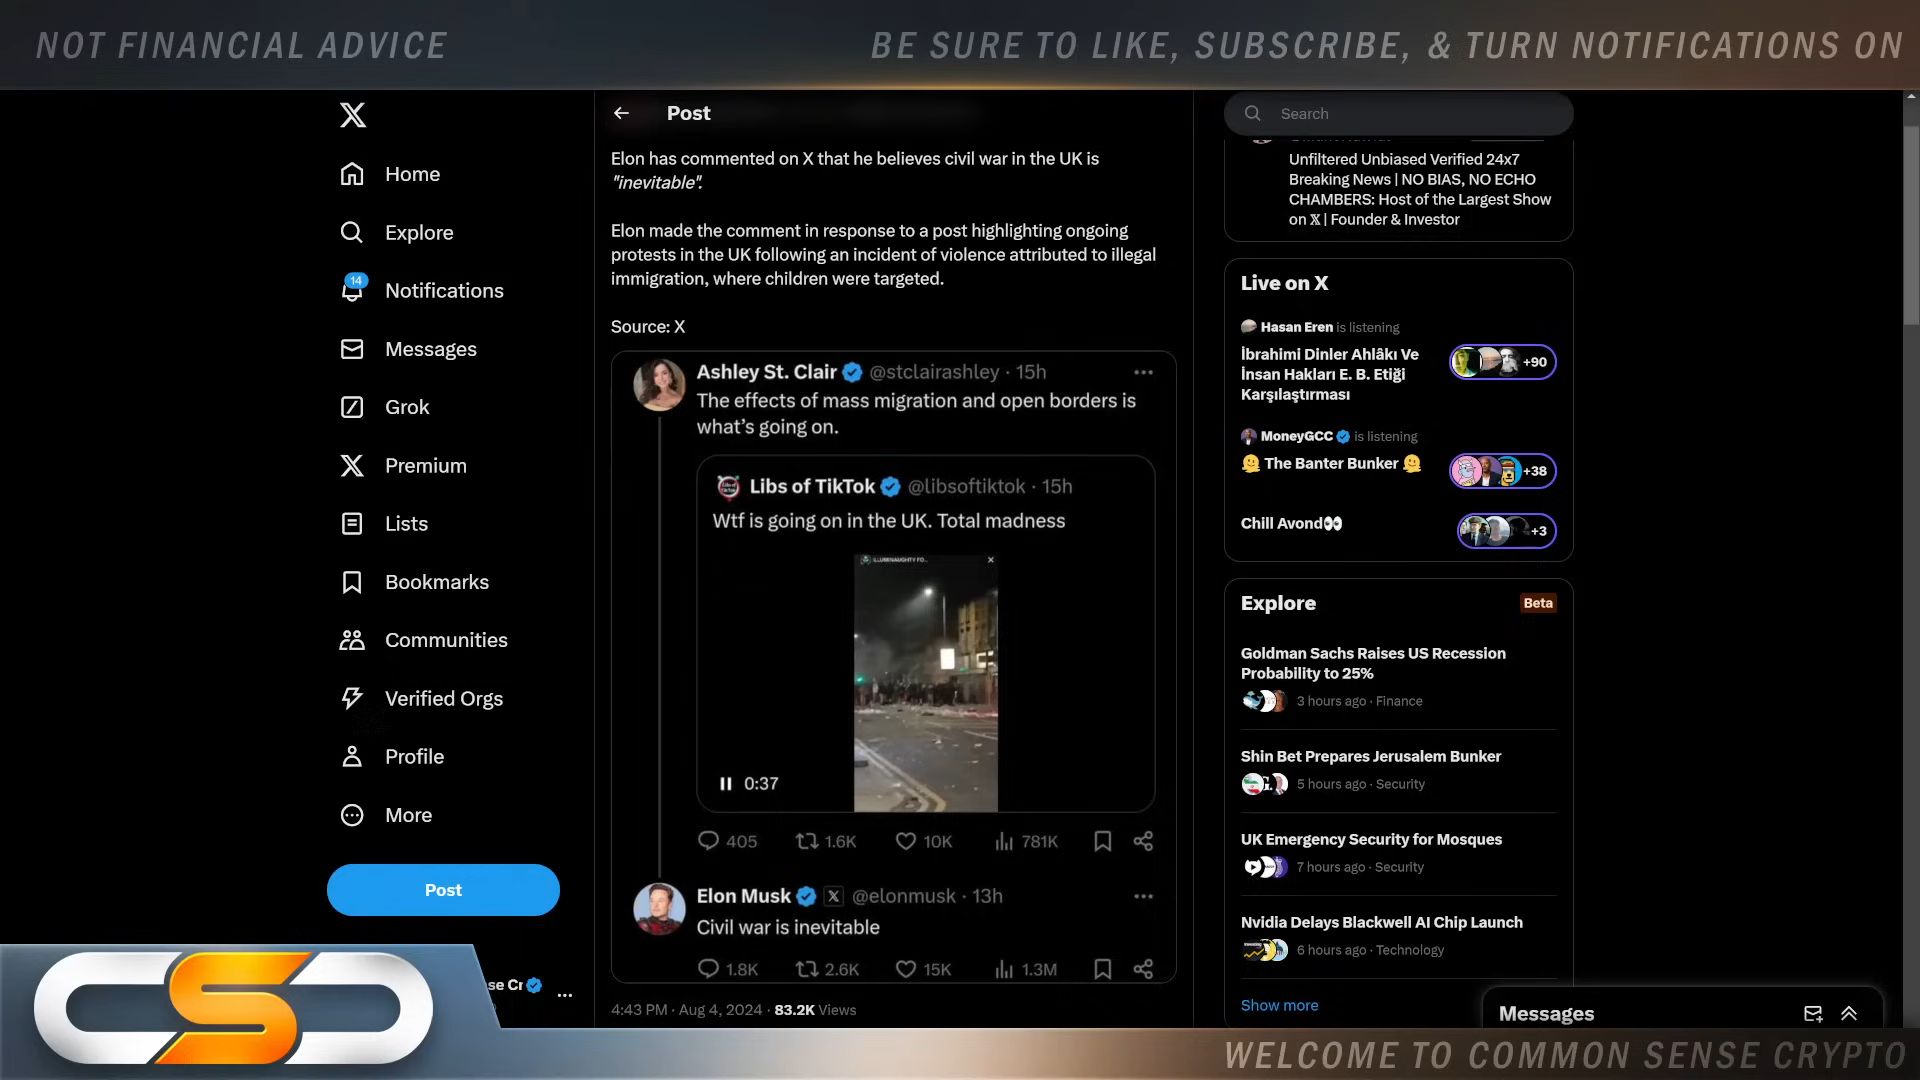 NOT FINANCIAL ADVICE
BE SURE TO LIKE, SUBSCRIBE, & TURN NOTIFICATIONS ON
Home
Explore
14
Notifications
Messages
Grok
Premium
Lists
Bookmarks
Communities
Verified Orgs
Profile
More
Post
se Cr
Post
Elon has commented on X that he believes civil war in the UK is
"inevitable".
Elon made the comment in response to a post highlighting ongoing
protests in the UK following an incident of violence attributed to illegal
immigration, where children were targeted.
Source: X
Ashley St. Clair @stclairashley · 15h
The effects of mass migration and open borders is
what's going on.
Libs of TikTok @libsoftiktok · 15h
Wtf is going on in the UK. Total madness
0:37
405 1.6K 10K 781K
Elon Musk X @elonmusk · 13h
Civil war is inevitable
1.8K 2.6K 15K 1.3M
4:43 PM · Aug 4, 2024 · 83.2K Views
Search
Unfiltered Unbiased Verified 24x7
Breaking News | NO BIAS, NO ECHO
CHAMBERS: Host of the Largest Show
on 𝕏 | Founder & Investor
Live on X
Hasan Eren is listening
İbrahimi Dinler Ahlâkı Ve
İnsan Hakları E. B. Etiği
Karşılaştırması
+90
MoneyGCC is listening
The Banter Bunker
+38
Chill Avond👀
+3
Explore
Beta
Goldman Sachs Raises US Recession
Probability to 25%
3 hours ago · Finance
Shin Bet Prepares Jerusalem Bunker
5 hours ago · Security
UK Emergency Security for Mosques
7 hours ago · Security
Nvidia Delays Blackwell AI Chip Launch
6 hours ago · Technology
Show more
Messages
CSC
WELCOME TO COMMON SENSE CRYPTO